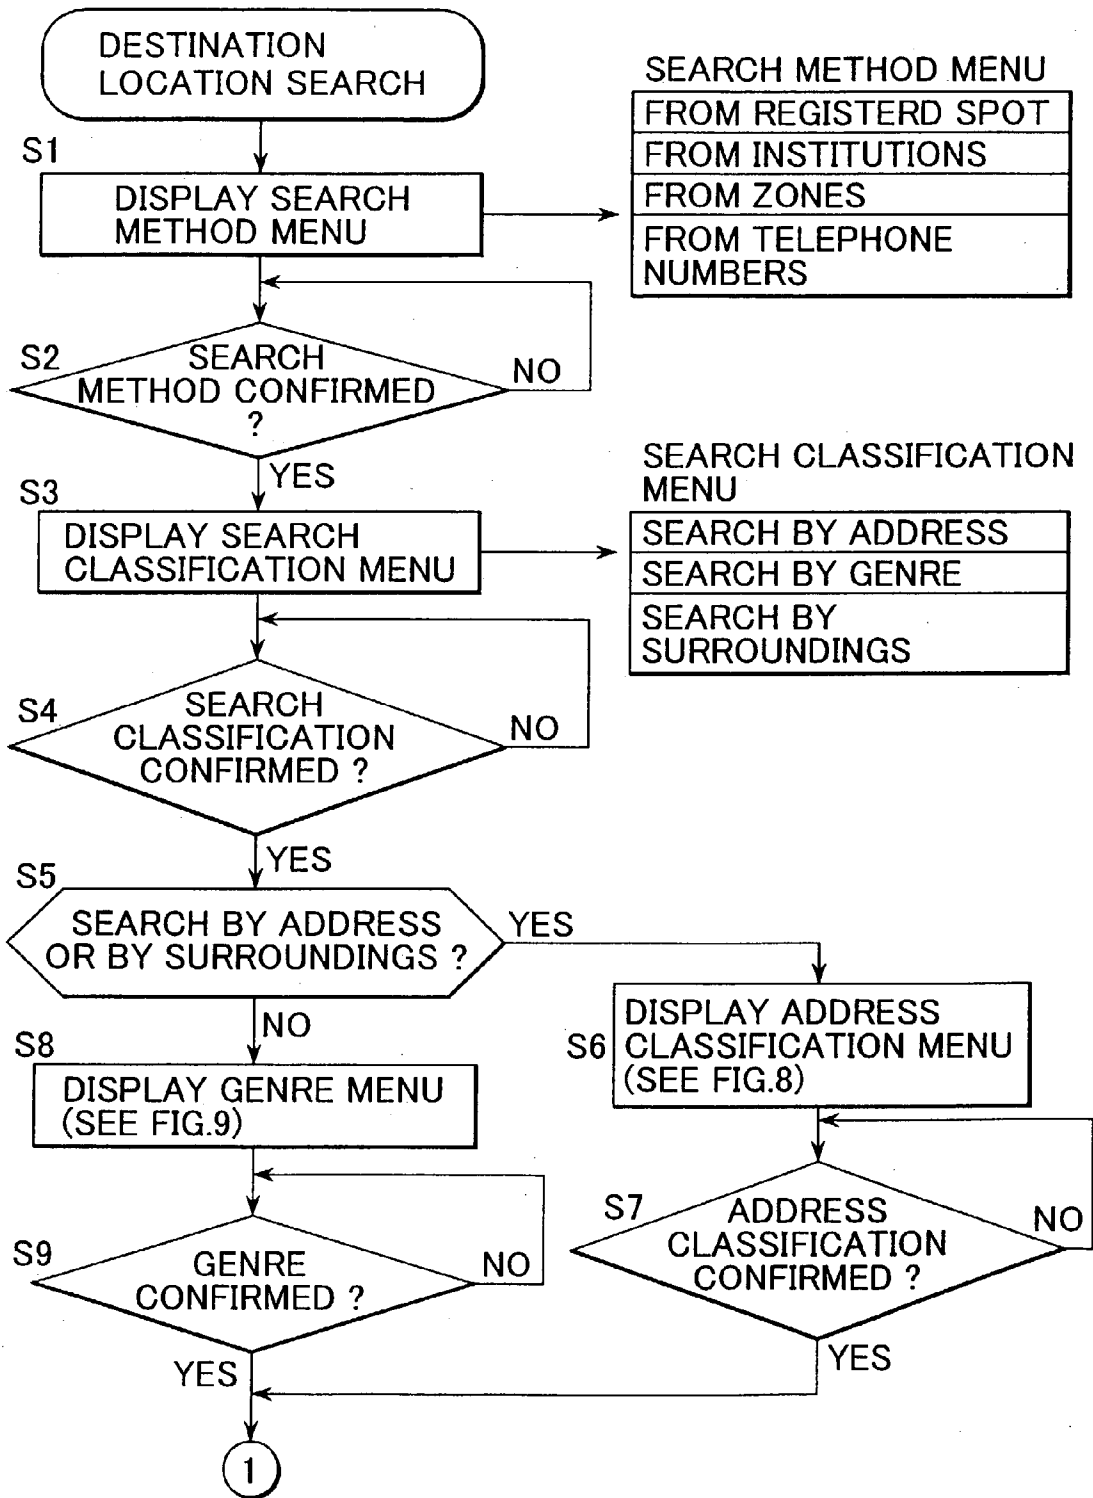 DESTINATION
LOCATION SEARCH
SEARCH METHOD MENU
FROM REGISTERD SPOT
FROM INSTITUTIONS
FROM ZONES
FROM TELEPHONE
NUMBERS
S1
DISPLAY SEARCH
METHOD MENU
S2
SEARCH
METHOD CONFIRMED
?
NO
YES
SEARCH CLASSIFICATION
MENU
SEARCH BY ADDRESS
SEARCH BY GENRE
SEARCH BY
SURROUNDINGS
S3
DISPLAY SEARCH
CLASSIFICATION MENU
S4
SEARCH
CLASSIFICATION
CONFIRMED ?
NO
YES
S5
SEARCH BY ADDRESS
OR BY SURROUNDINGS ?
YES
NO
S6
DISPLAY ADDRESS
CLASSIFICATION MENU
(SEE FIG.8)
S8
DISPLAY GENRE MENU
(SEE FIG.9)
S7
ADDRESS
CLASSIFICATION
CONFIRMED ?
NO
YES
S9
GENRE
CONFIRMED ?
NO
YES
1